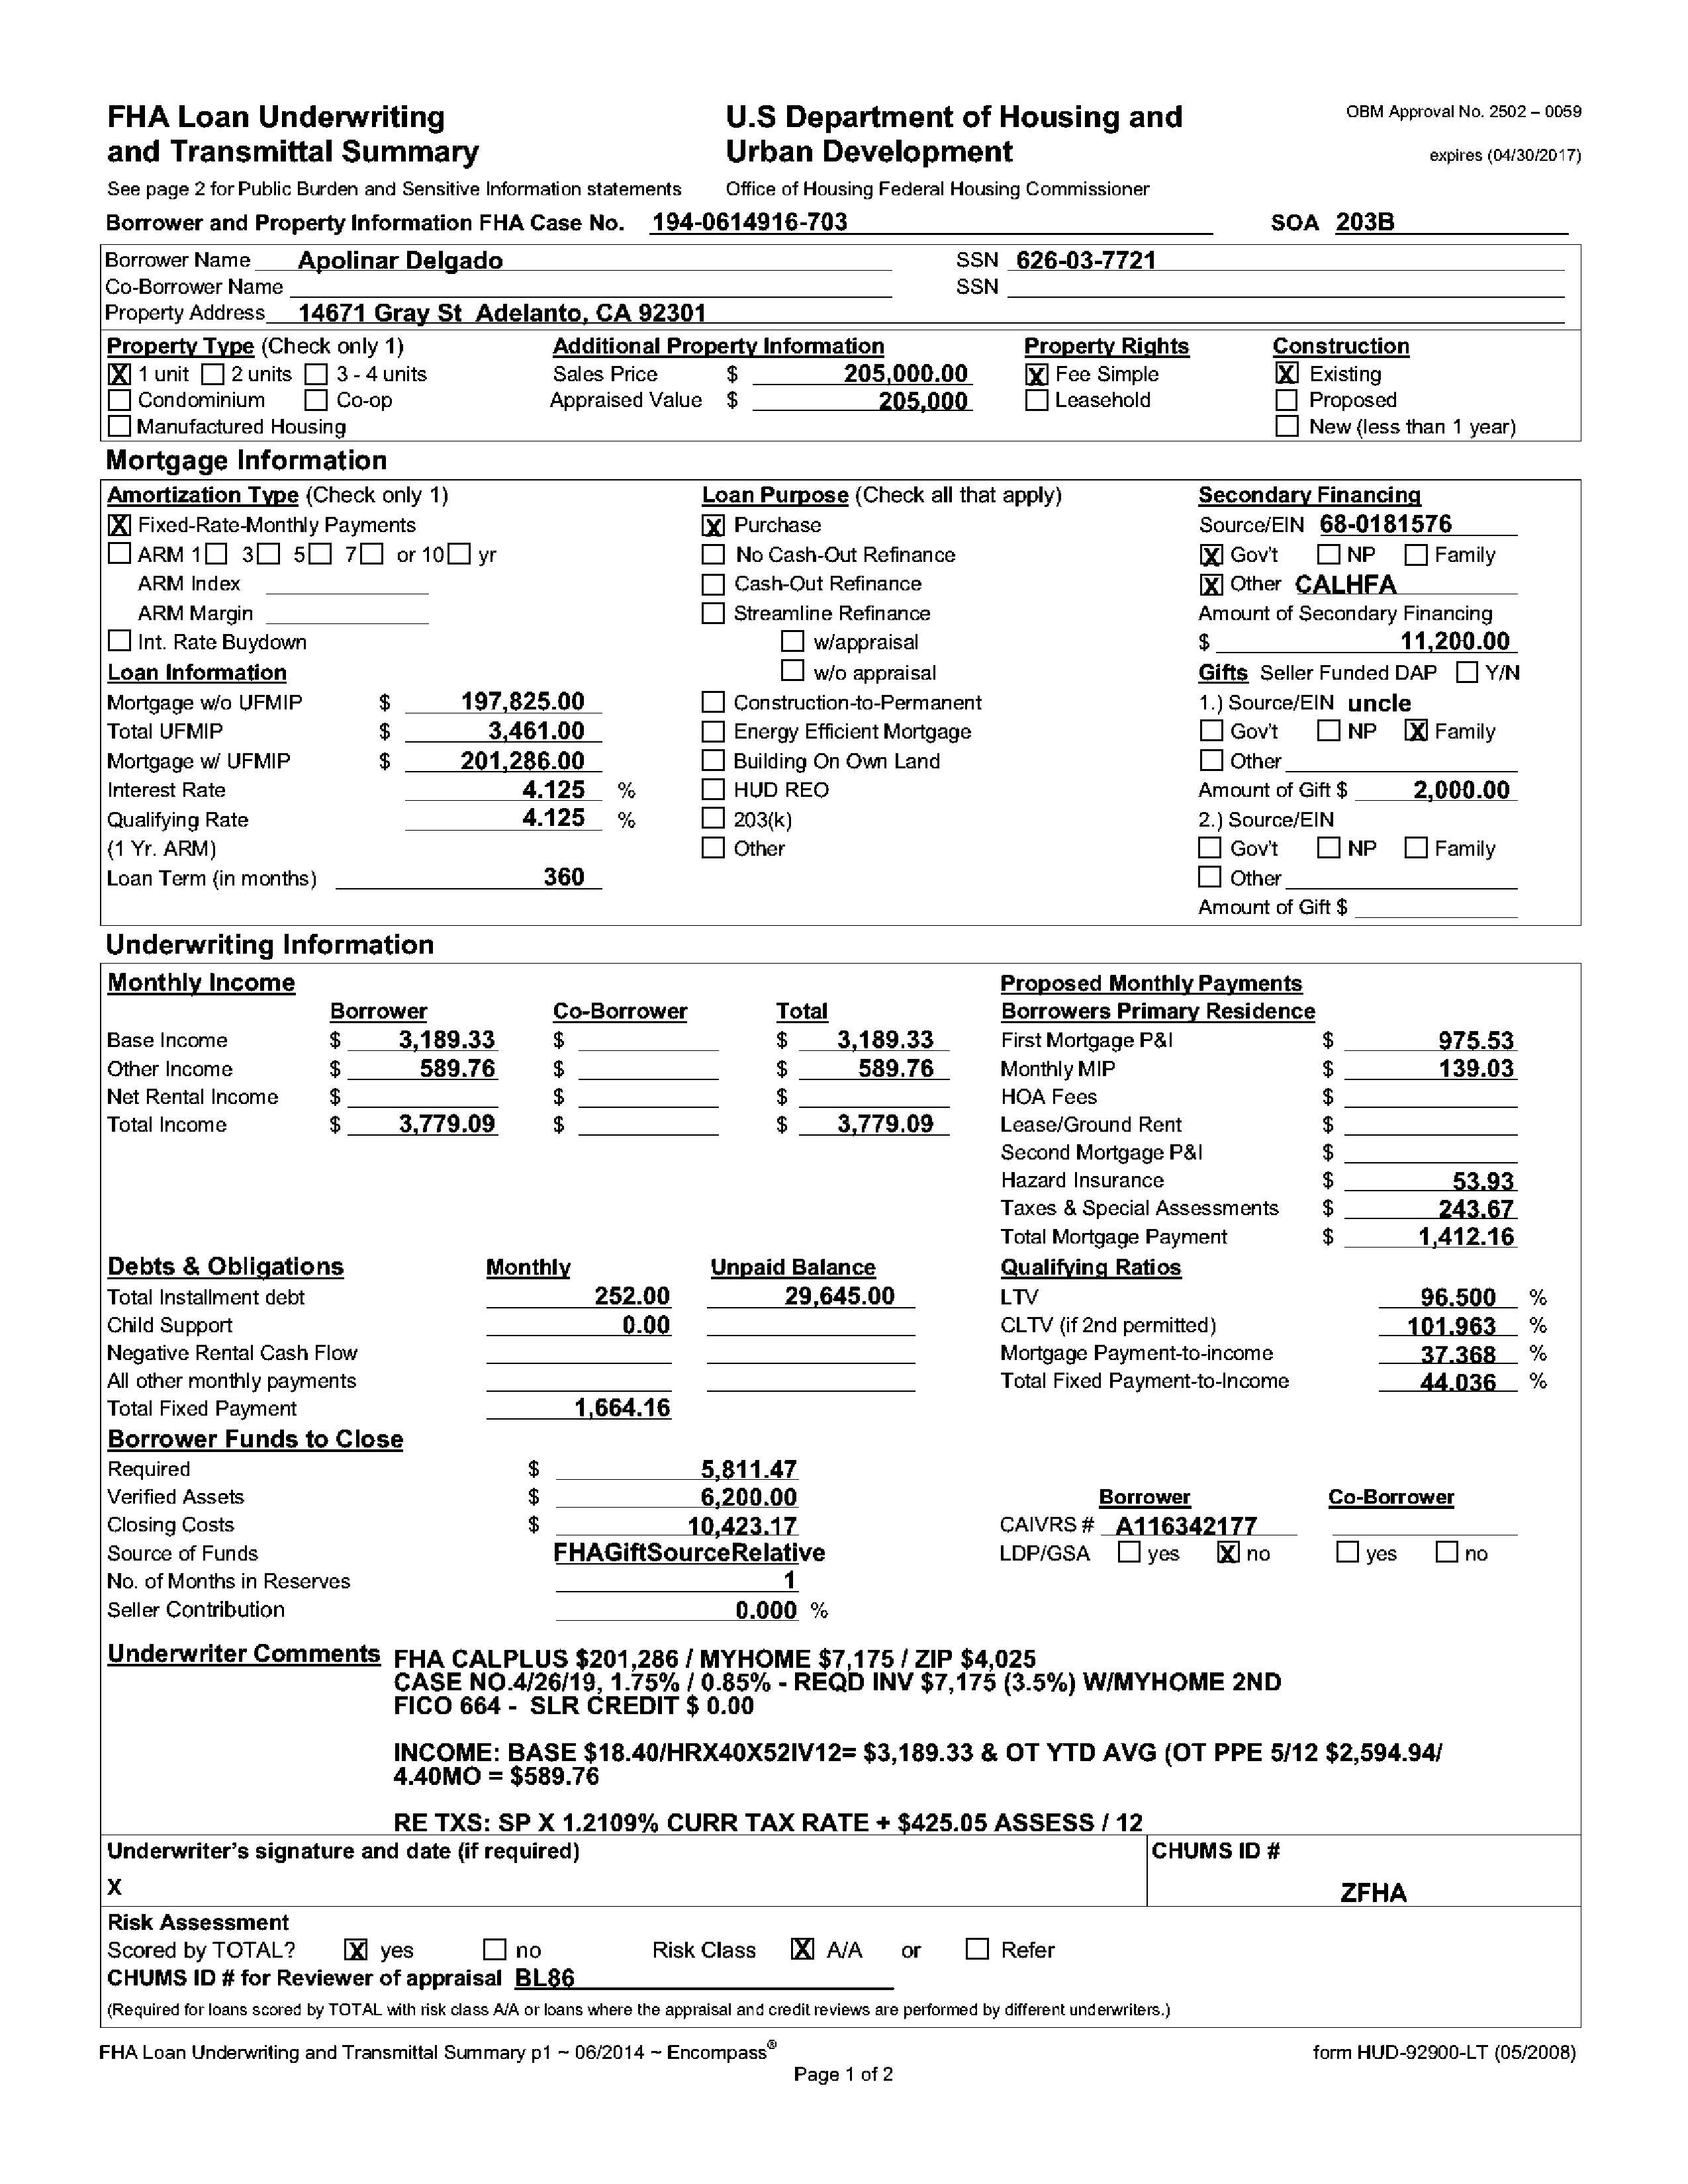 FHA Loan Underwriting
and Transmittal Summary
See page 2 for Public Burden and Sensitive Information statements
U.S Department of Housing and
Urban Development
Office of Housing Federal Housing Commissioner
OBM Approval No. 2502 – 0059
expires (04/30/2017)
Borrower and Property Information FHA Case No. 194-0614916-703 SOA 203B
Borrower Name Apolinar Delgado SSN 626-03-7721
Co-Borrower Name SSN
Property Address 14671 Gray St Adelanto, CA 92301
Property Type (Check only 1)
X 1 unit 2 units 3 - 4 units
Condominium Co-op
Manufactured Housing
Additional Property Information
Sales Price $ 205,000.00
Appraised Value $ 205,000
Property Rights
X Fee Simple
Leasehold
Construction
X Existing
Proposed
New (less than 1 year)
Mortgage Information
Amortization Type (Check only 1)
X Fixed-Rate-Monthly Payments
ARM 1 3 5 7 or 10 yr
ARM Index
ARM Margin
Int. Rate Buydown
Loan Information
Mortgage w/o UFMIP $ 197,825.00
Total UFMIP $ 3,461.00
Mortgage w/ UFMIP $ 201,286.00
Interest Rate 4.125 %
Qualifying Rate 4.125 %
(1 Yr. ARM)
Loan Term (in months) 360
Loan Purpose (Check all that apply)
X Purchase
No Cash-Out Refinance
Cash-Out Refinance
Streamline Refinance
w/appraisal
w/o appraisal
Construction-to-Permanent
Energy Efficient Mortgage
Building On Own Land
HUD REO
203(k)
Other
Secondary Financing
Source/EIN 68-0181576
X Gov't NP Family
X Other CALHFA
Amount of Secondary Financing
$ 11,200.00
Gifts Seller Funded DAP Y/N
1.) Source/EIN uncle
Gov't NP X Family
Other
Amount of Gift $ 2,000.00
2.) Source/EIN
Gov't NP Family
Other
Amount of Gift $
Underwriting Information
Monthly Income
Borrower Co-Borrower Total
Base Income $ 3,189.33 $ $ 3,189.33
Other Income $ 589.76 $ $ 589.76
Net Rental Income $ $ $
Total Income $ 3,779.09 $ $ 3,779.09
Proposed Monthly Payments
Borrowers Primary Residence
First Mortgage P&I $ 975.53
Monthly MIP $ 139.03
HOA Fees $
Lease/Ground Rent $
Second Mortgage P&I $
Hazard Insurance $ 53.93
Taxes & Special Assessments $ 243.67
Total Mortgage Payment $ 1,412.16
Debts & Obligations Monthly Unpaid Balance
Total Installment debt 252.00 29,645.00
Child Support 0.00
Negative Rental Cash Flow
All other monthly payments
Total Fixed Payment 1,664.16
Qualifying Ratios
LTV 96.500 %
CLTV (if 2nd permitted) 101.963 %
Mortgage Payment-to-income 37.368 %
Total Fixed Payment-to-Income 44.036 %
Borrower Funds to Close
Required $ 5,811.47
Verified Assets $ 6,200.00
Closing Costs $ 10,423.17
Source of Funds FHAGiftSourceRelative
No. of Months in Reserves 1
Seller Contribution 0.000 %
Borrower Co-Borrower
CAIVRS # A116342177
LDP/GSA yes X no yes no
Underwriter Comments FHA CALPLUS $201,286 / MYHOME $7,175 / ZIP $4,025
CASE NO.4/26/19, 1.75% / 0.85% - REQD INV $7,175 (3.5%) W/MYHOME 2ND
FICO 664 - SLR CREDIT $ 0.00
INCOME: BASE $18.40/HRX40X52IV12= $3,189.33 & OT YTD AVG (OT PPE 5/12 $2,594.94/
4.40MO = $589.76
RE TXS: SP X 1.2109% CURR TAX RATE + $425.05 ASSESS / 12
Underwriter's signature and date (if required)
X
CHUMS ID #
ZFHA
Risk Assessment
Scored by TOTAL? X yes no Risk Class X A/A or Refer
CHUMS ID # for Reviewer of appraisal BL86
(Required for loans scored by TOTAL with risk class A/A or loans where the appraisal and credit reviews are performed by different underwriters.)
FHA Loan Underwriting and Transmittal Summary p1 ~ 06/2014 ~ Encompass®
form HUD-92900-LT (05/2008)
Page 1 of 2